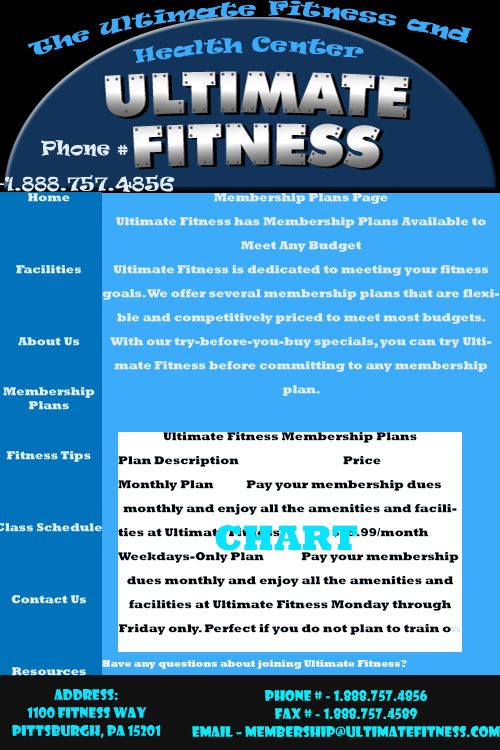 The Ultimate Fitness and
Health Center
ULTIMATE
FITNESS
Phone #
-1.888.757.4856
Home
Facilities
About Us
Membership
Plans
Fitness Tips
Class Schedule
Contact Us
Resources
Membership Plans Page
Ultimate Fitness has Membership Plans Available to
Meet Any Budget
Ultimate Fitness is dedicated to meeting your fitness
goals. We offer several membership plans that are flexi-
ble and competitively priced to meet most budgets.
With our try-before-you-buy specials, you can try Ulti-
mate Fitness before committing to any membership
plan.
Ultimate Fitness Membership Plans
Plan Description Price
Monthly Plan Pay your membership dues
monthly and enjoy all the amenities and facili-
ties at Ultimate Fitness .99/month
CHART
Weekdays-Only Plan Pay your membership
dues monthly and enjoy all the amenities and
facilities at Ultimate Fitness Monday through
Friday only. Perfect if you do not plan to train on
Have any questions about joining Ultimate Fitness?
ADDRESS:
1100 FITNESS WAY
PITTSBURGH, PA 15201
PHONE # - 1.888.757.4856
FAX # - 1.888.757.4589
EMAIL - MEMBERSHIP@ULTIMATEFITNESS.COM